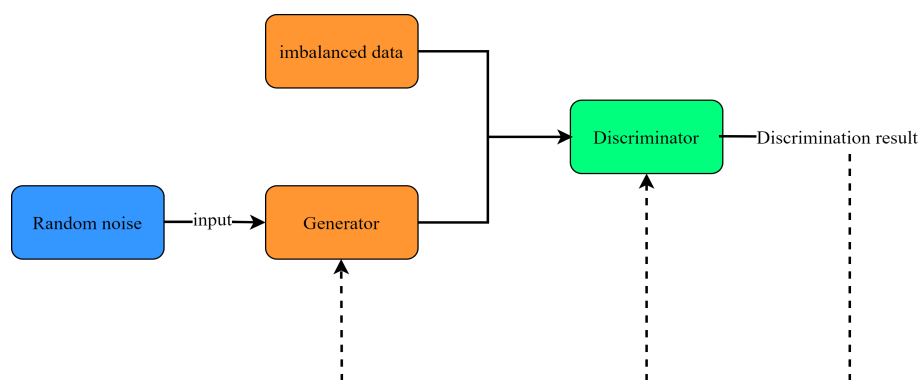 imbalanced data
Discriminator
Discrimination result
Random noise
input
Generator